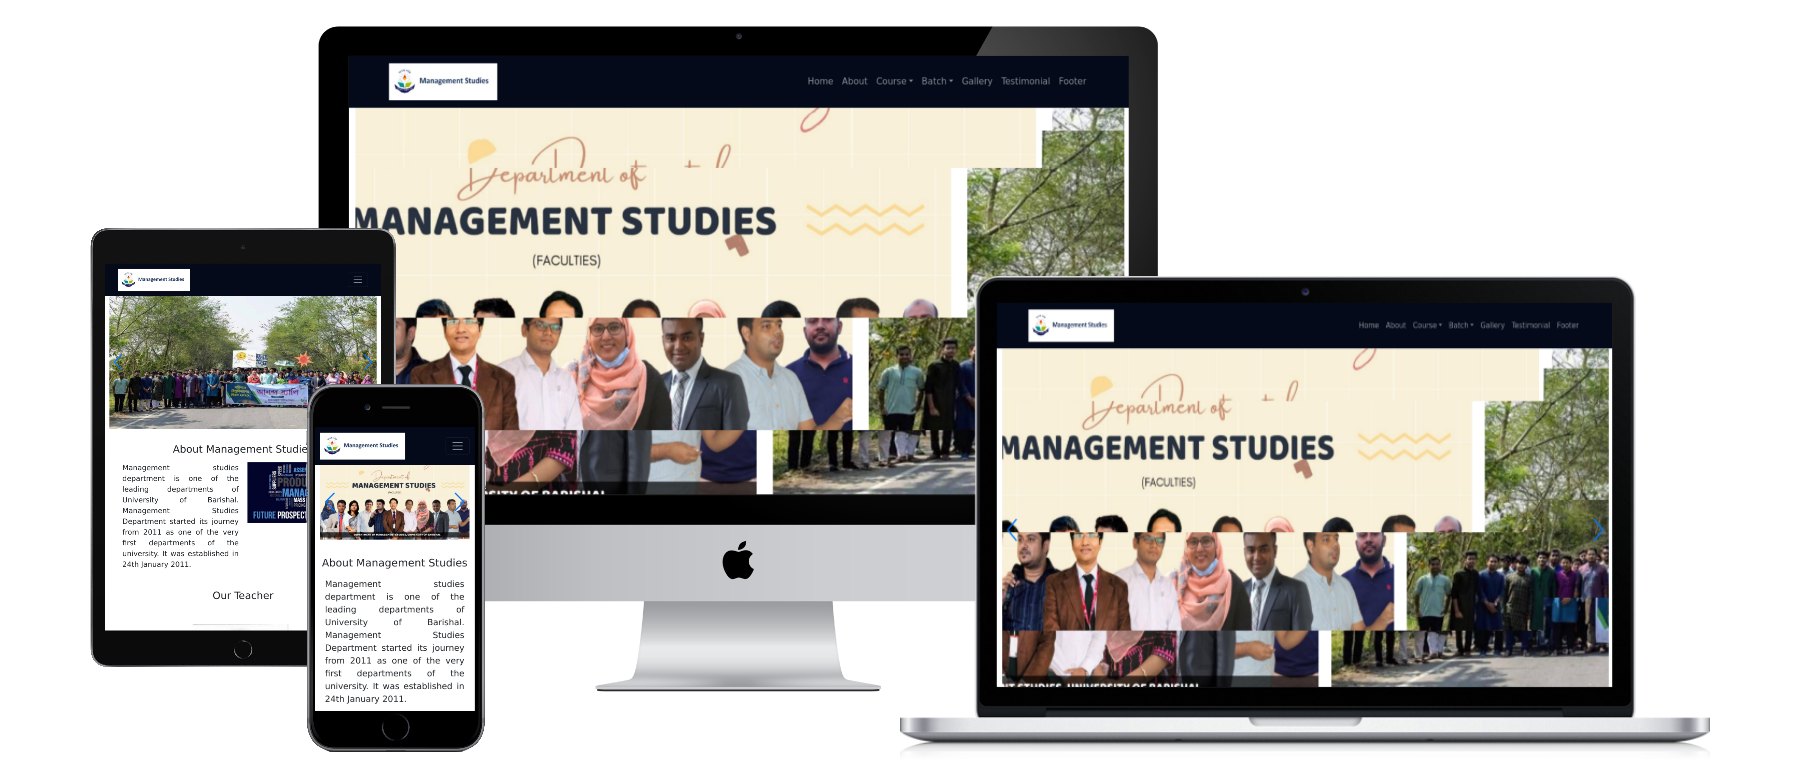 Management Studies
Home About Course Batch Gallery Testimonial Footer
Department of
MANAGEMENT STUDIES
(FACULTIES)
Management Studies
About Management Studie
Management studies
department is one of the
leading departments of
University of Barishal.
Management Studies
Department started its journey
from 2011 as one of the very
first departments of the
university. It was established in
24th January 2011.
FUTURE PROSPECT
Our Teacher
Management Studies
Department of
MANAGEMENT STUDIES
About Management Studies
Management studies
department is one of the
leading departments of
University of Barishal.
Management Studies
Department started its journey
from 2011 as one of the very
first departments of the
university. It was established in
24th January 2011.
Management Studies
Home About Course Batch Gallery Testimonial Footer
Department of
MANAGEMENT STUDIES
(FACULTIES)